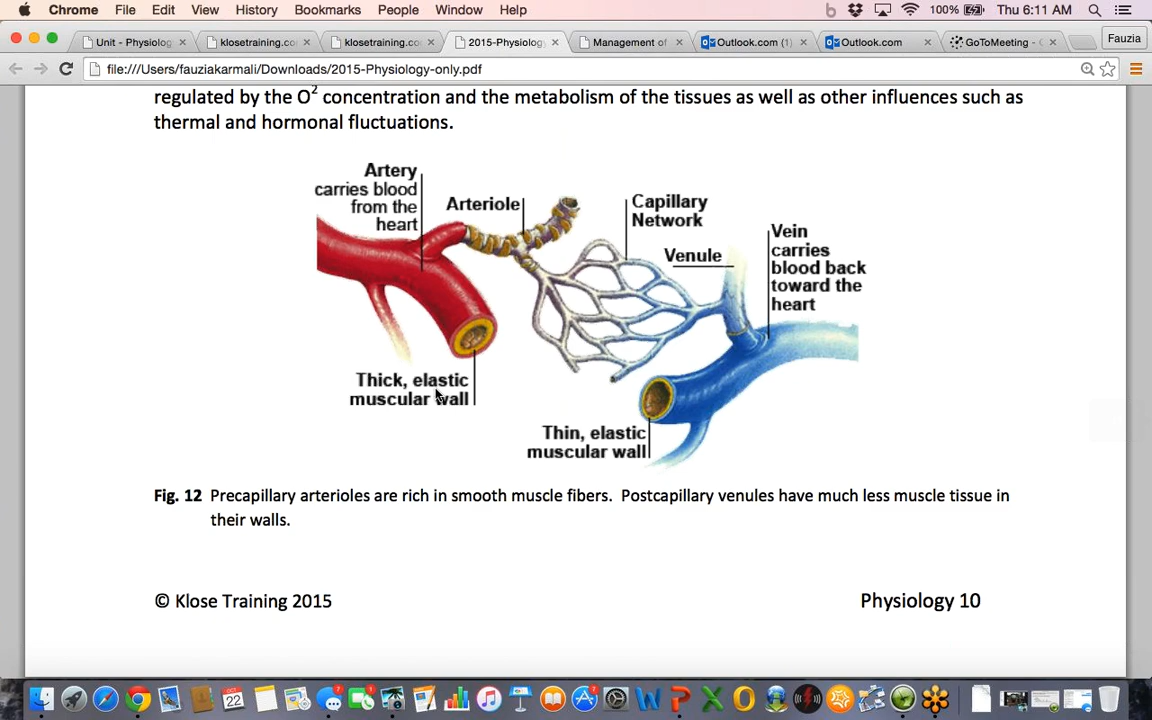 Chrome File Edit View History Bookmarks People Window Help
100% Thu 6:11 AM
Unit - Physiolog
klosetraining.co
klosetraining.co
2015-Physiology
Management of
Outlook.com (1)
Outlook.com
GoToMeeting -
Fauzia
file:///Users/fauziakarmali/Downloads/2015-Physiology-only.pdf
regulated by the O2 concentration and the metabolism of the tissues as well as other influences such as
thermal and hormonal fluctuations.
Artery
carries blood
from the
heart
Arteriole
Capillary
Network
Venule
Vein
carries
blood back
toward the
heart
Thick, elastic
muscular wall
Thin, elastic
muscular wall
Fig. 12 Precapillary arterioles are rich in smooth muscle fibers. Postcapillary venules have much less muscle tissue in
their walls.
© Klose Training 2015
Physiology 10